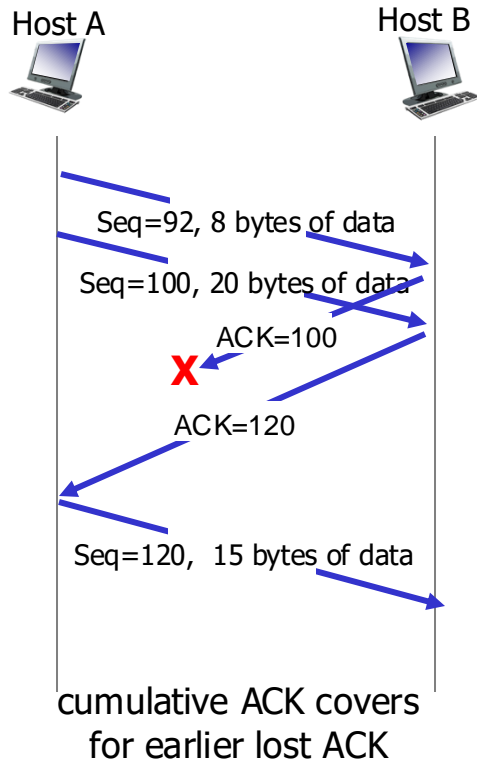 Host A
Host B
Seq=92, 8 bytes of data
Seq=100, 20 bytes of data
ACK=100
X
ACK=120
Seq=120, 15 bytes of data
cumulative ACK covers
for earlier lost ACK